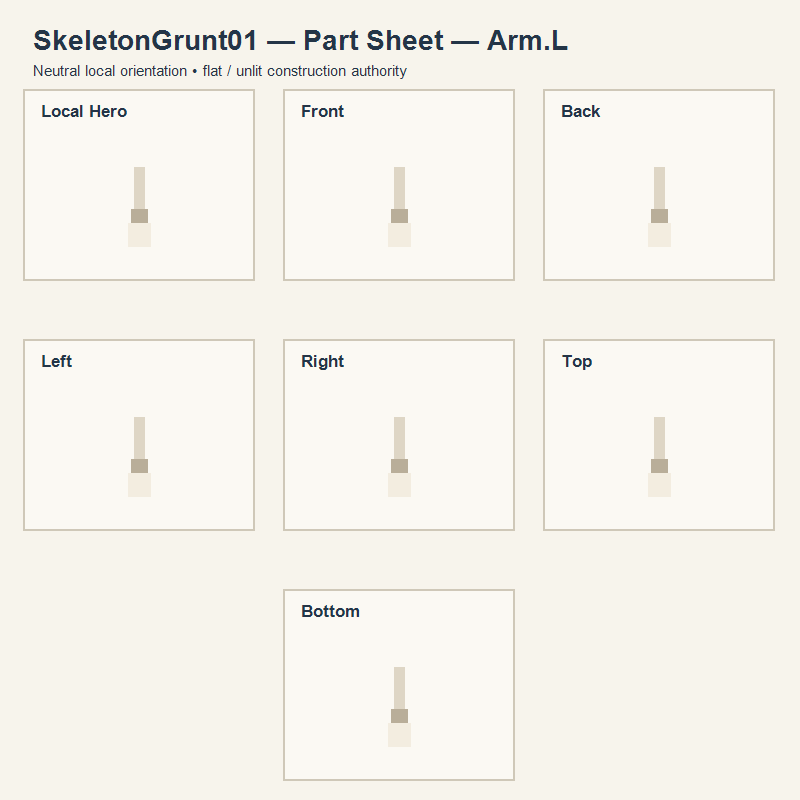 SkeletonGrunt01 — Part Sheet — Arm.L
Neutral local orientation • flat / unlit construction authority
Local Hero
Front
Back
Left
Right
Top
Bottom